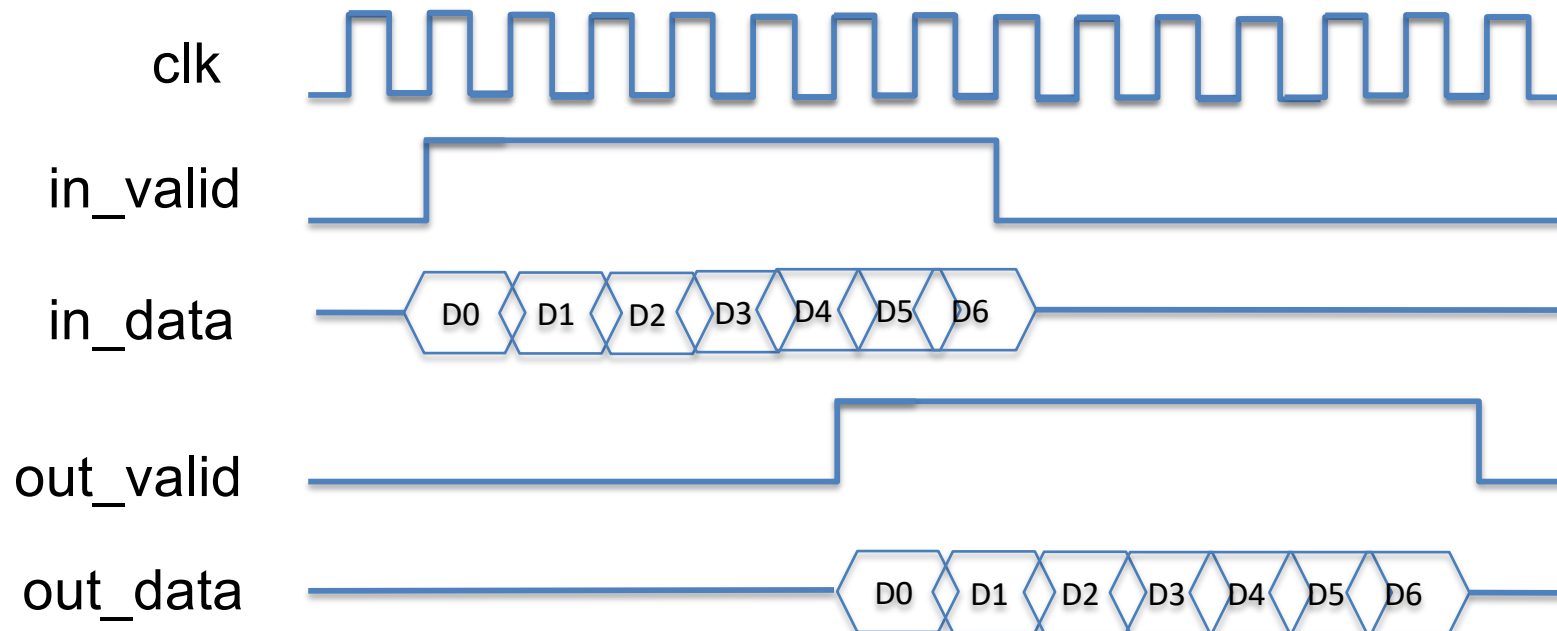 clk
in_valid
in_data
D0 D1 D2 D3 D4 D5 D6
out_valid
out_data
D0 D1 D2 D3 D4 D5 D6